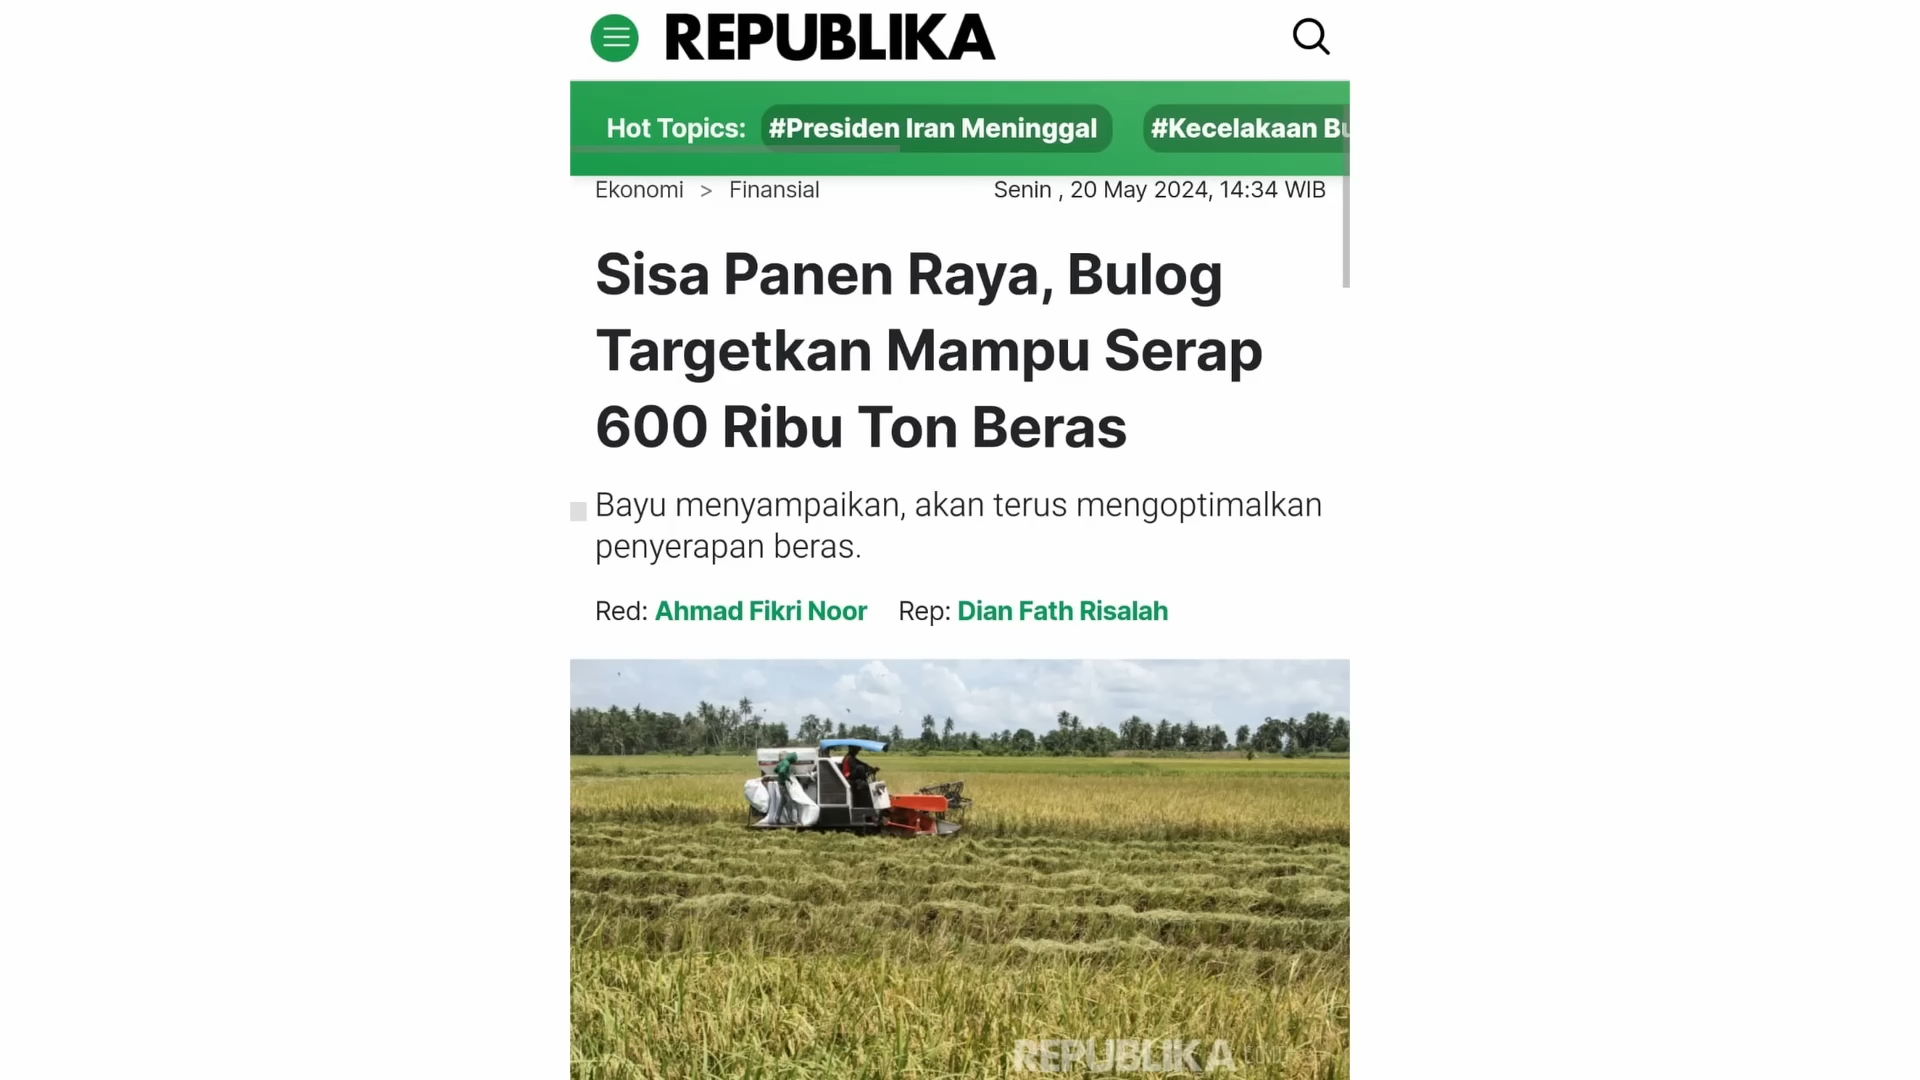 REPUBLIKA
Hot Topics: #Presiden Iran Meninggal #Kecelakaan Bu
Ekonomi > Finansial Senin , 20 May 2024, 14:34 WIB
Sisa Panen Raya, Bulog
Targetkan Mampu Serap
600 Ribu Ton Beras
Bayu menyampaikan, akan terus mengoptimalkan
penyerapan beras.
Red: Ahmad Fikri Noor Rep: Dian Fath Risalah
REPUBLIKA